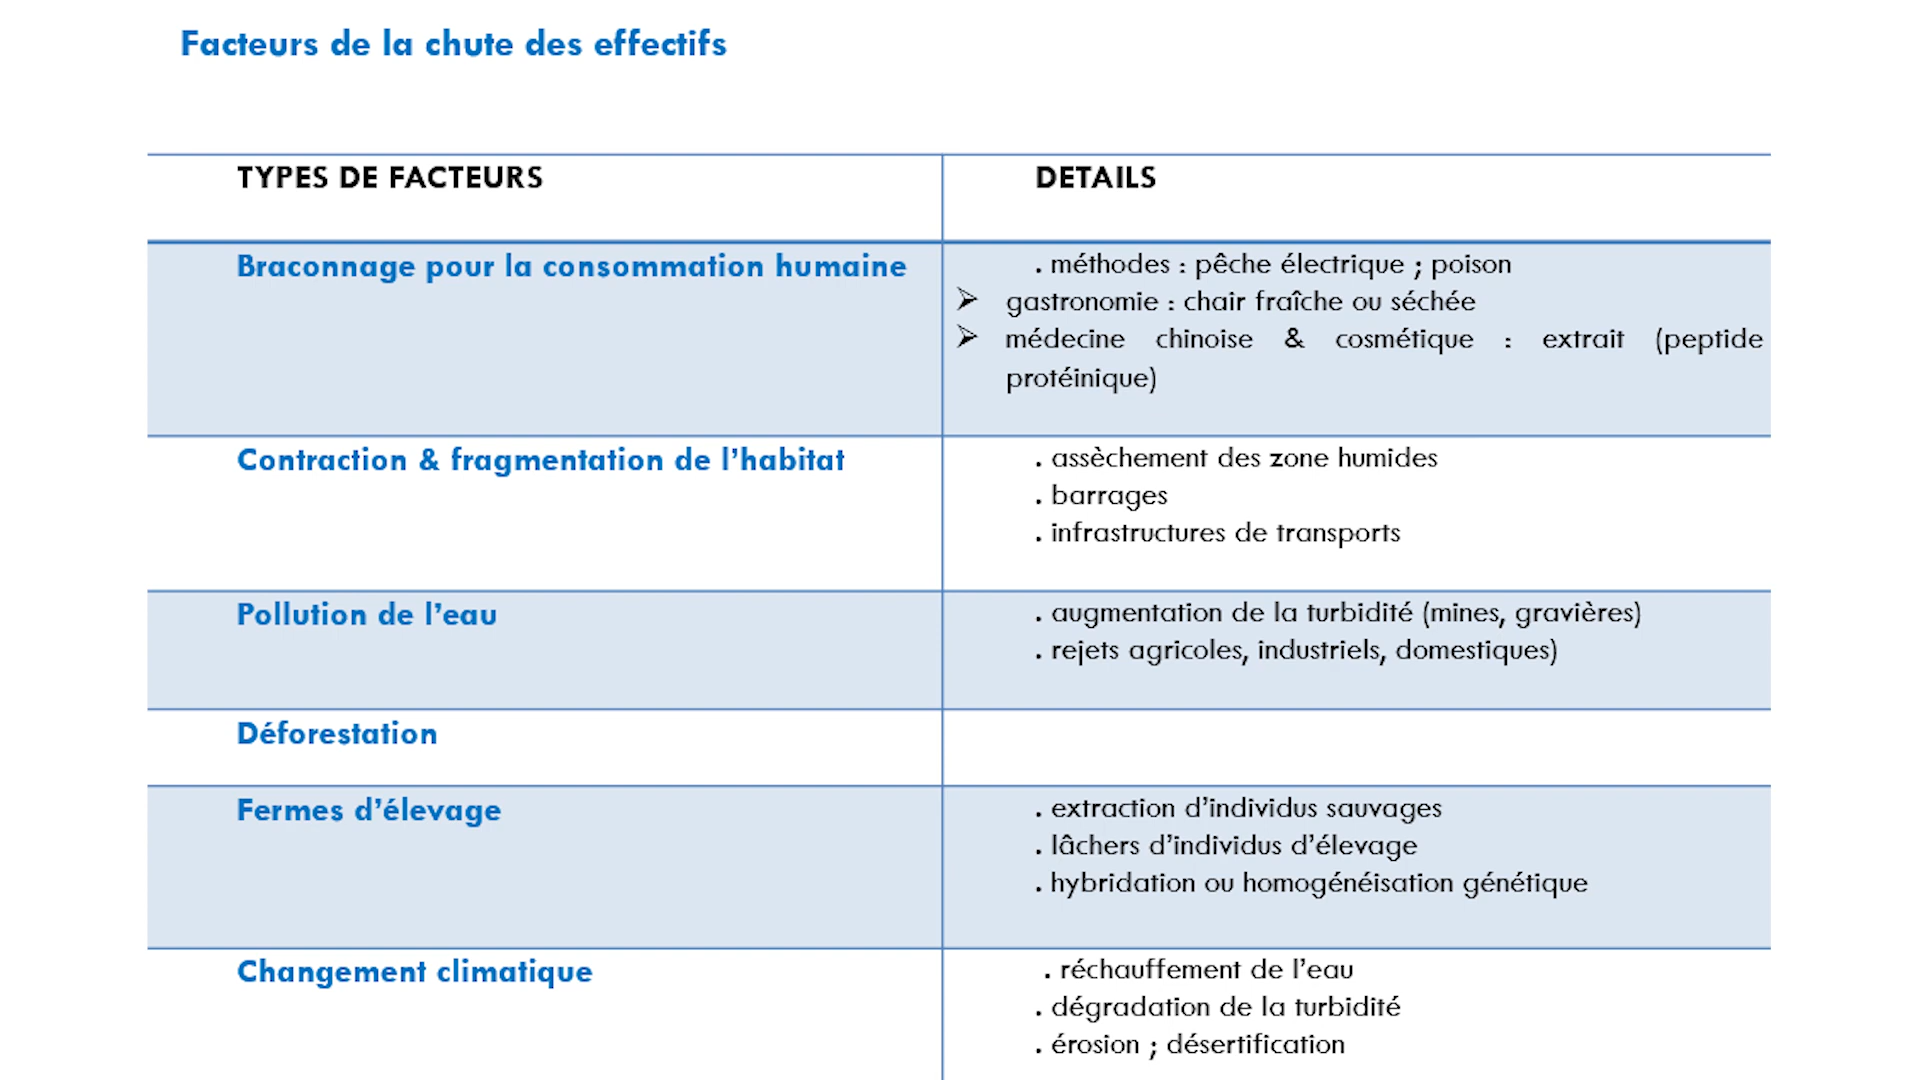 Facteurs de la chute des effectifs
TYPES DE FACTEURS
DETAILS
Braconnage pour la consommation humaine
. méthodes : pêche électrique ; poison
➢ gastronomie : chair fraîche ou séchée
➢ médecine chinoise & cosmétique : extrait (peptide
protéinique)
Contraction & fragmentation de l’habitat
. assèchement des zone humides
. barrages
. infrastructures de transports
Pollution de l’eau
. augmentation de la turbidité (mines, gravières)
. rejets agricoles, industriels, domestiques)
Déforestation
Fermes d’élevage
. extraction d’individus sauvages
. lâchers d’individus d’élevage
. hybridation ou homogénéisation génétique
Changement climatique
. réchauffement de l’eau
. dégradation de la turbidité
. érosion ; désertification